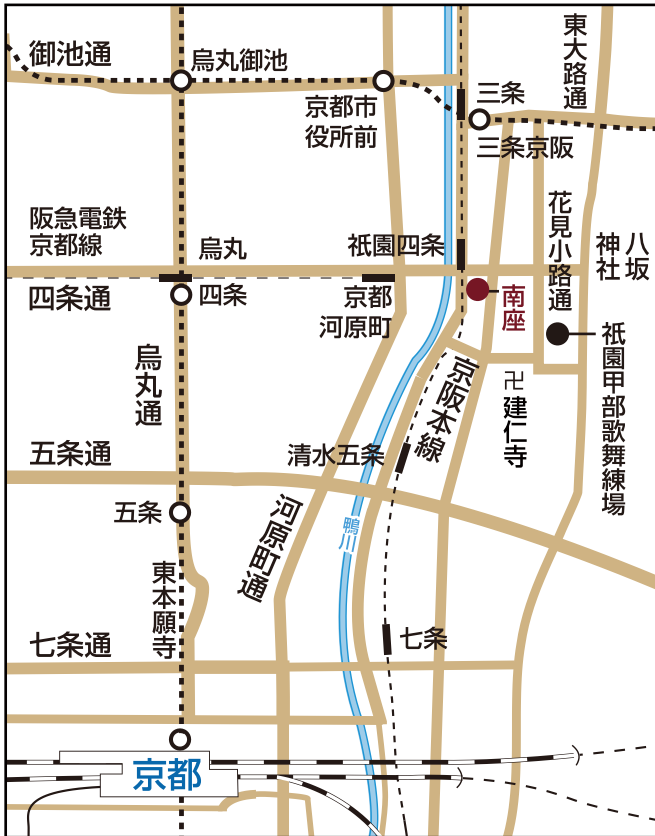 御池通
烏丸御池
京都市
役所前
三条
三条京阪
東大路通
阪急電鉄
京都線
烏丸
祇園四条
花見小路通
八坂
神社
四条通
四条
京都
河原町
南座
祇園甲部歌舞練場
烏丸通
京阪本線
卍建仁寺
五条通
清水五条
五条
河原町通
鴨川
東本願寺
七条通
七条
京都